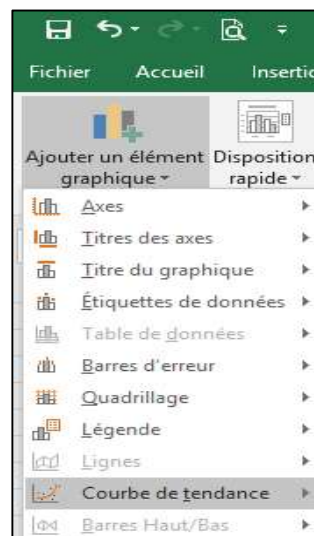 Fichier Accueil Insertic
Ajouter un élément
graphique
Disposition
rapide
Axes
Titres des axes
Titre du graphique
Étiquettes de données
Table de données
Barres d'erreur
Quadrillage
Légende
Lignes
Courbe de tendance
Barres Haut/Bas